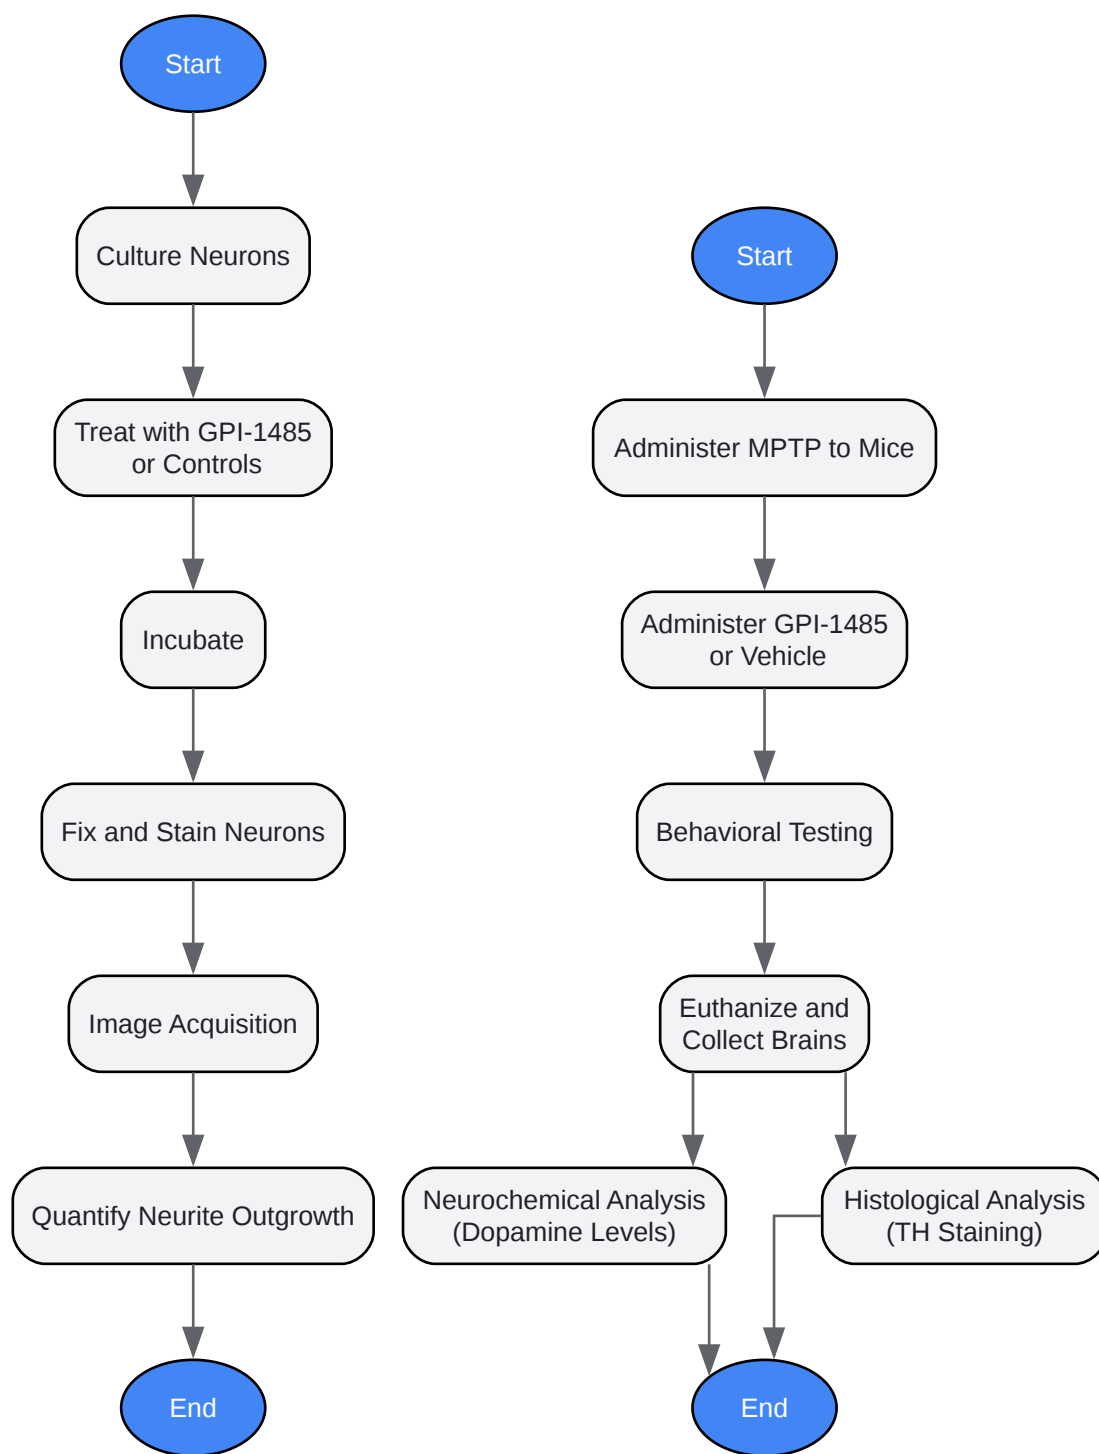 Start
Culture Neurons
Treat with GPI-1485
or Controls
Incubate
Fix and Stain Neurons
Image Acquisition
Quantify Neurite Outgrowth
End
Start
Administer MPTP to Mice
Administer GPI-1485
or Vehicle
Behavioral Testing
Euthanize and
Collect Brains
Neurochemical Analysis
(Dopamine Levels)
Histological Analysis
(TH Staining)
End